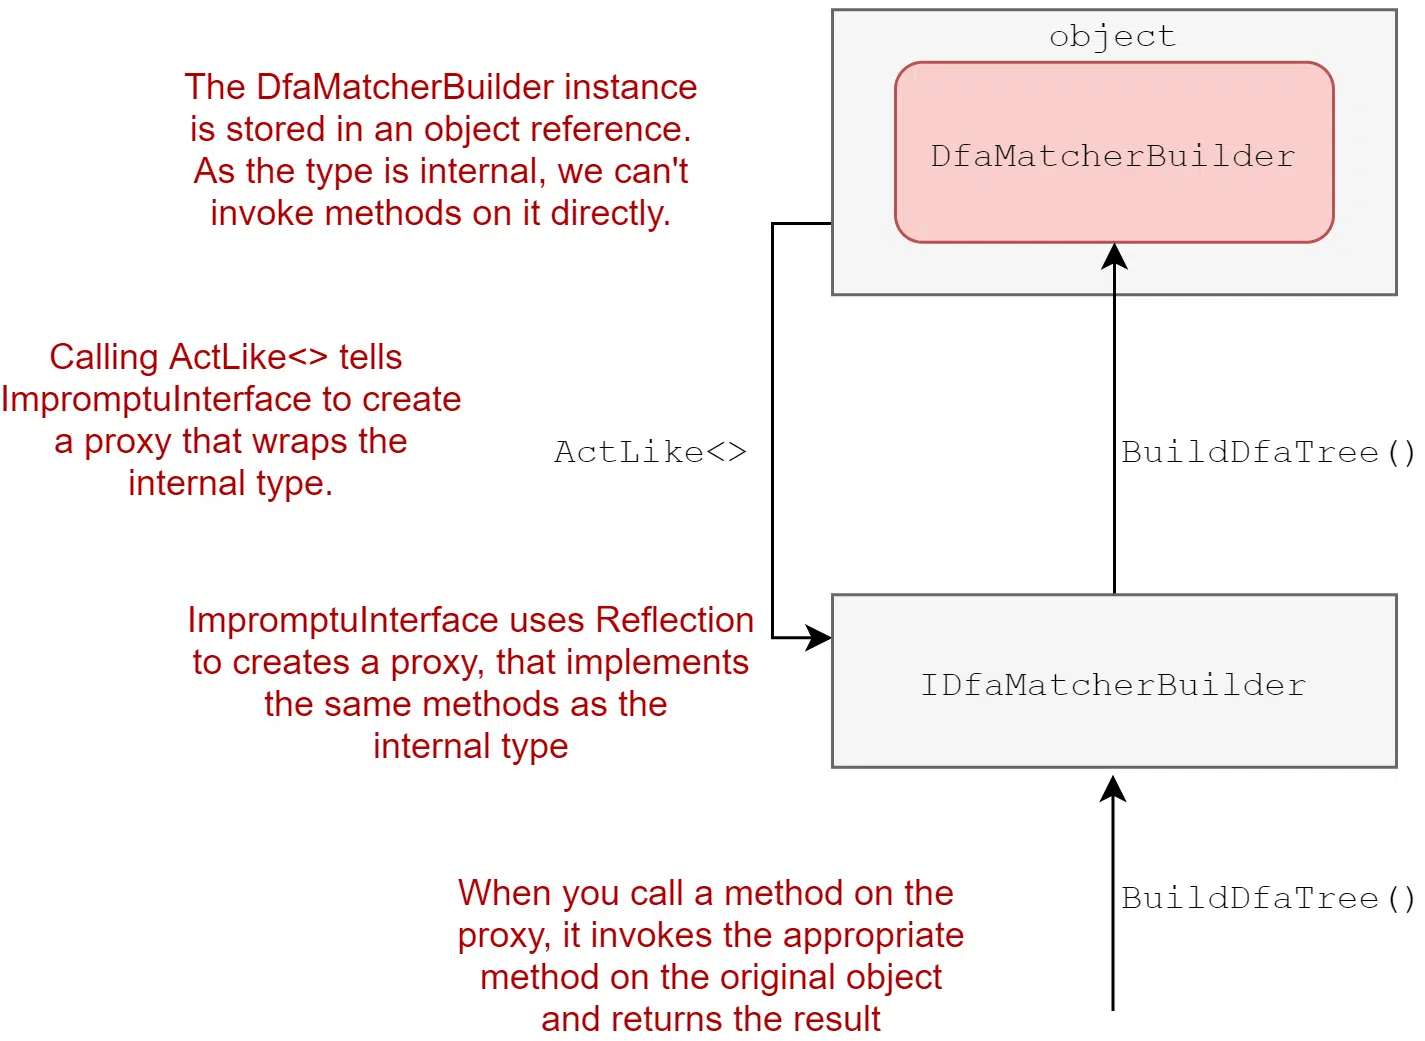 object
The DfaMatcherBuilder instance
is stored in an object reference.
As the type is internal, we can't
invoke methods on it directly.
DfaMatcherBuilder
Calling ActLike<> tells
ImpromptuInterface to create
a proxy that wraps the
internal type.
ActLike<>
BuildDfaTree()
ImpromptuInterface uses Reflection
to creates a proxy, that implements
the same methods as the
internal type
IDfaMatcherBuilder
When you call a method on the
proxy, it invokes the appropriate
method on the original object
and returns the result
BuildDfaTree()